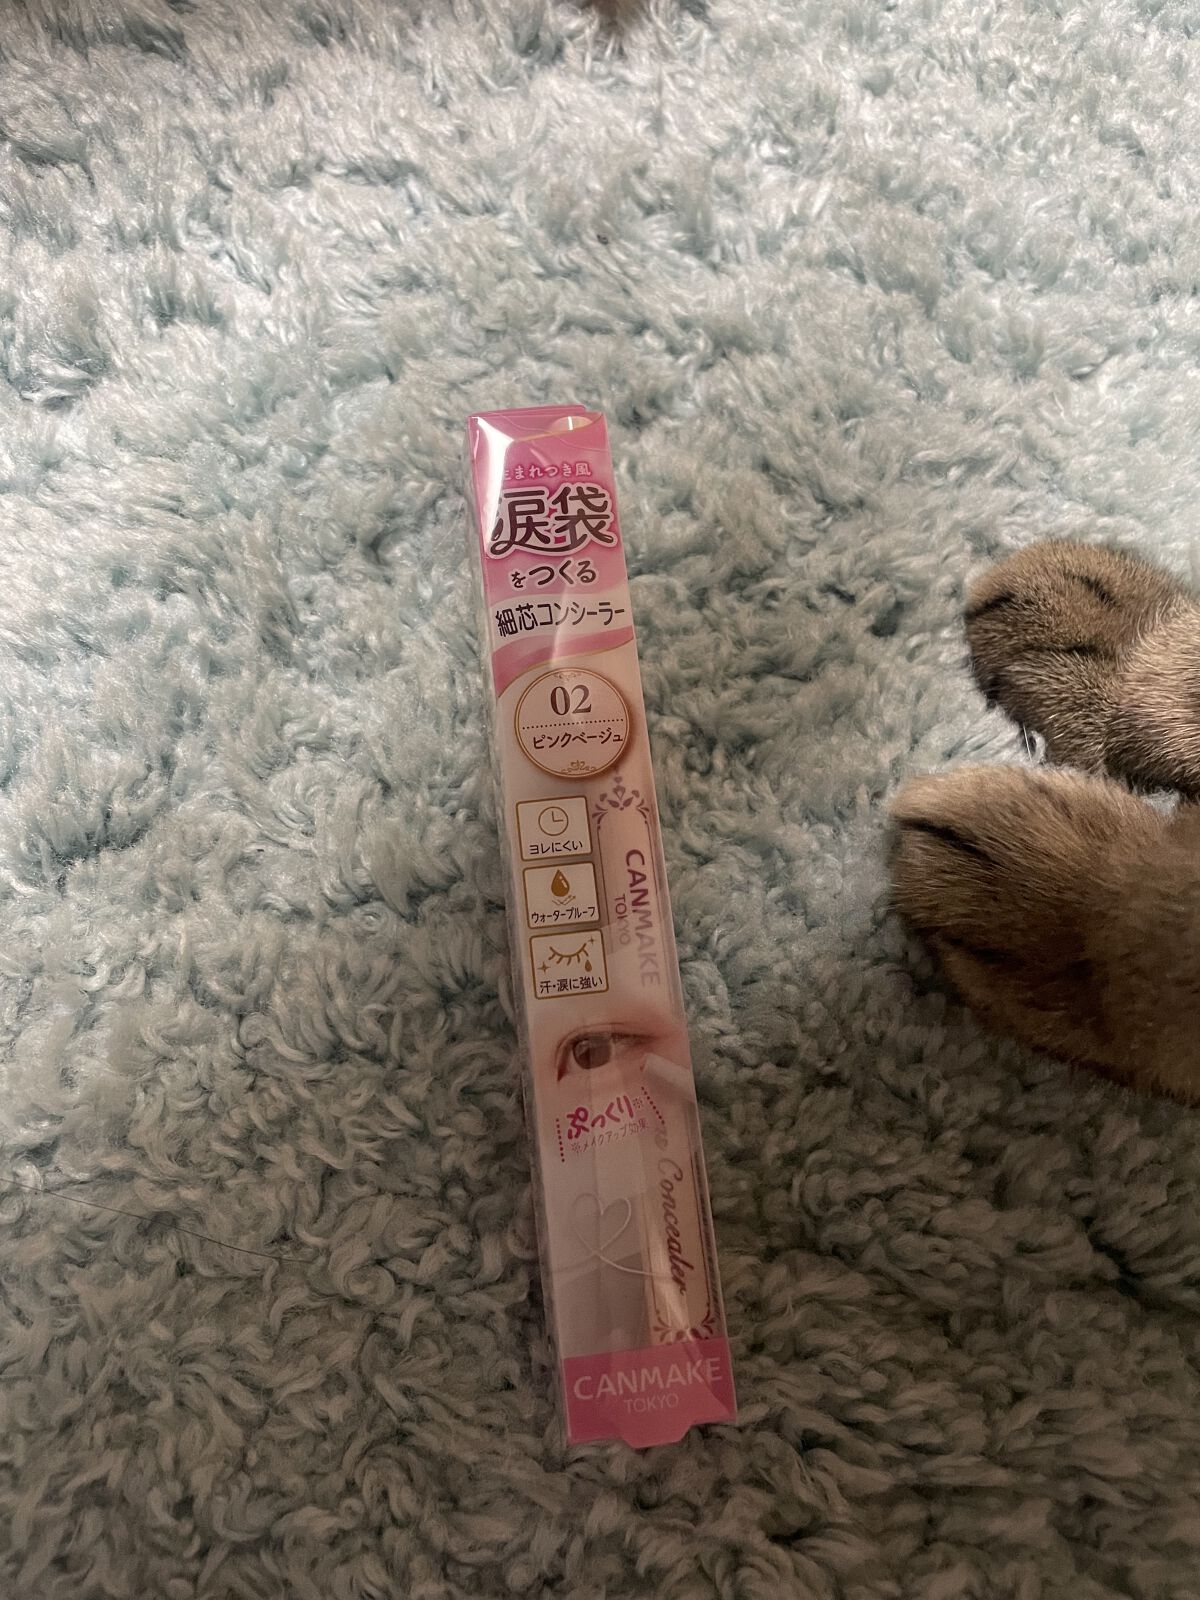 生まれつき風
涙袋
をつくる
細芯コンシーラー
02
ピンクベージュ
ヨレにくい
ウォータープルーフ
汗・涙に強い
CANMAKE
TOKYO
ぷっくり※
※メイクアップ効果
Concealer
CANMAKE
TOKYO